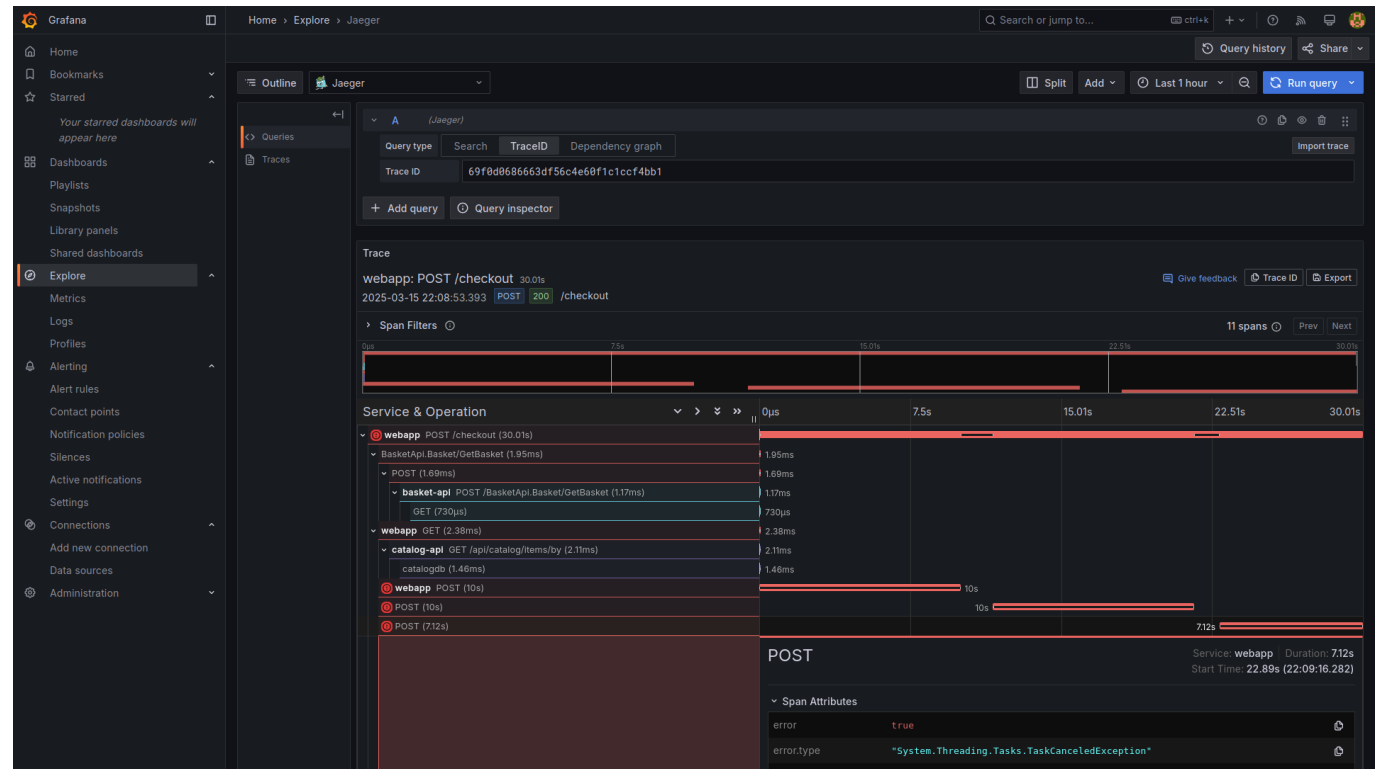 Grafana
Home › Explore › Jaeger
Search or jump to...
ctrl+k
Home
Bookmarks
Starred
Your starred dashboards will
appear here
Dashboards
Playlists
Snapshots
Library panels
Shared dashboards
Explore
Metrics
Logs
Profiles
Alerting
Alert rules
Contact points
Notification policies
Silences
Active notifications
Settings
Connections
Add new connection
Data sources
Administration
Query history
Share
Outline
Jaeger
Split
Add
Last 1 hour
Run query
Queries
Traces
A (Jaeger)
Query type Search TraceID Dependency graph
Import trace
Trace ID 69f0d0686663df56c4e60f1c1ccf4bb1
+ Add query
Query inspector
Trace
webapp: POST /checkout 30.01s
Give feedback Trace ID Export
2025-03-15 22:08:53.393 POST 200 /checkout
Span Filters
11 spans Prev Next
0µs 7.5s 15.01s 22.51s 30.01s
Service & Operation
0µs 7.5s 15.01s 22.51s 30.01s
webapp POST /checkout (30.01s)
BasketApi.Basket/GetBasket (1.95ms) 1.95ms
POST (1.69ms) 1.69ms
basket-api POST /BasketApi.Basket/GetBasket (1.17ms) 1.17ms
GET (730µs) 730µs
webapp GET (2.38ms) 2.38ms
catalog-api GET /api/catalog/items/by (2.11ms) 2.11ms
catalogdb (1.46ms) 1.46ms
webapp POST (10s) 10s
POST (10s) 10s
POST (7.12s) 7.12s
POST
Service: webapp Duration: 7.12s
Start Time: 22.89s (22:09:16.282)
Span Attributes
error true
error.type "System.Threading.Tasks.TaskCanceledException"